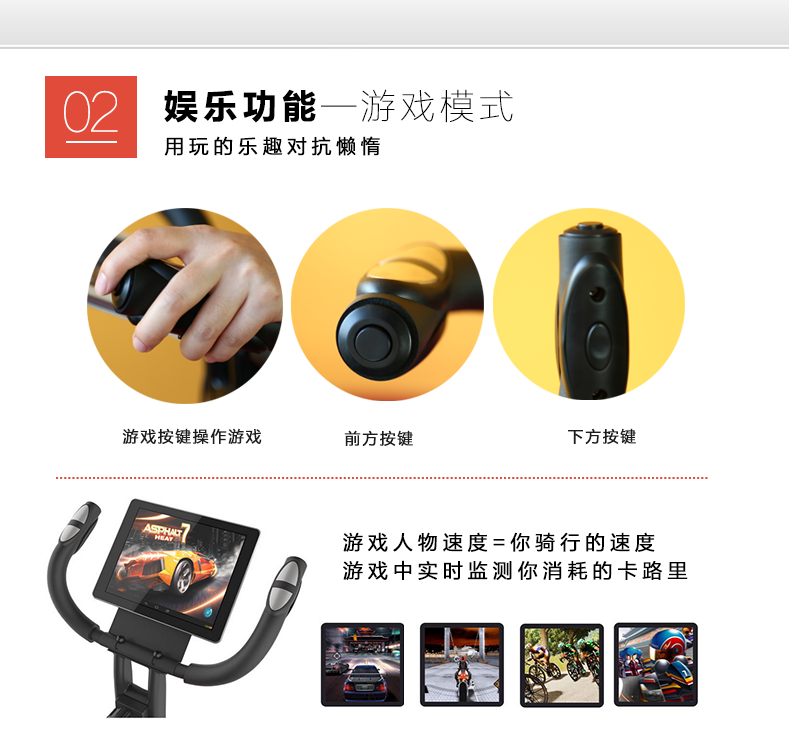 02
娱乐功能—游戏模式
用玩的乐趣对抗懒惰
游戏按键操作游戏
前方按键
下方按键
ASPHALT 7
HEAT
游戏人物速度=你骑行的速度
游戏中实时监测你消耗的卡路里